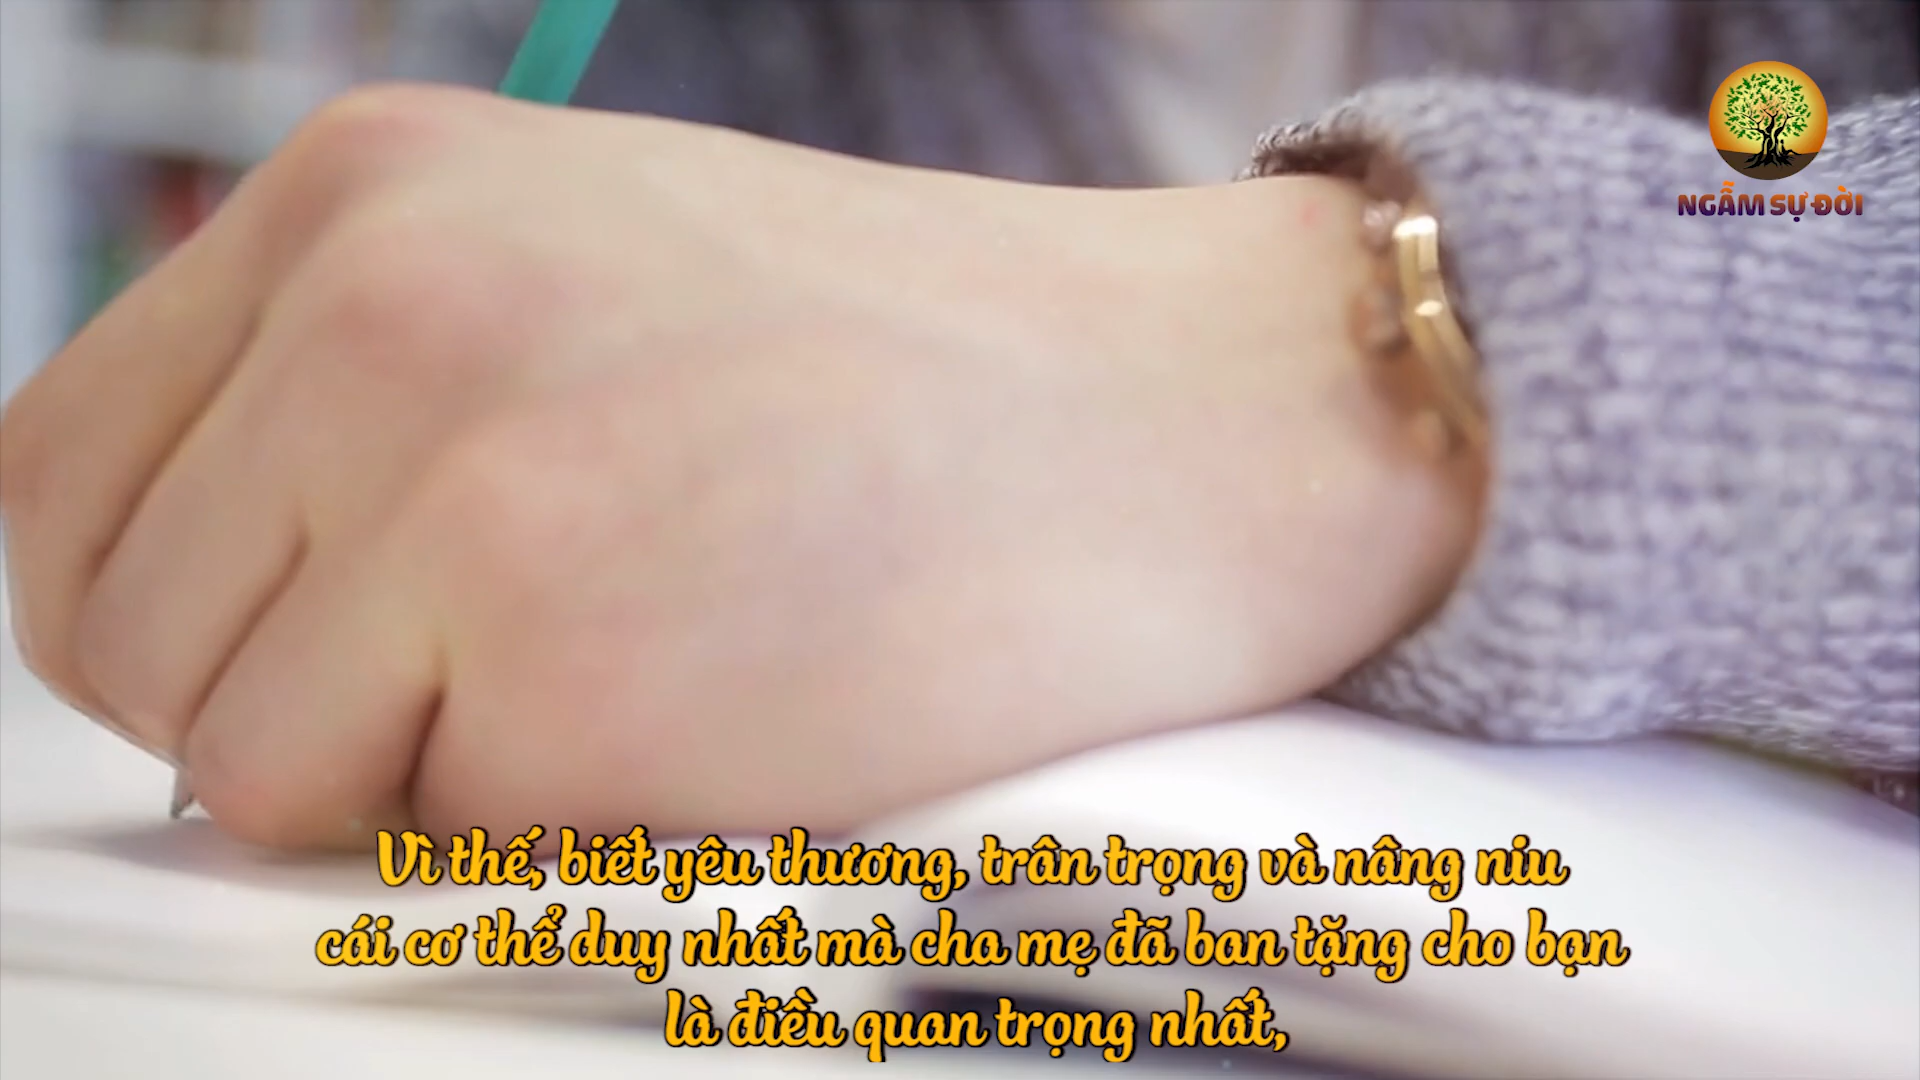 NGẪM SỰ ĐỜI
Vì thế, biết yêu thương, trân trọng và nâng niu
cái cơ thể duy nhất mà cha mẹ đã ban tặng cho bạn
là điều quan trọng nhất,